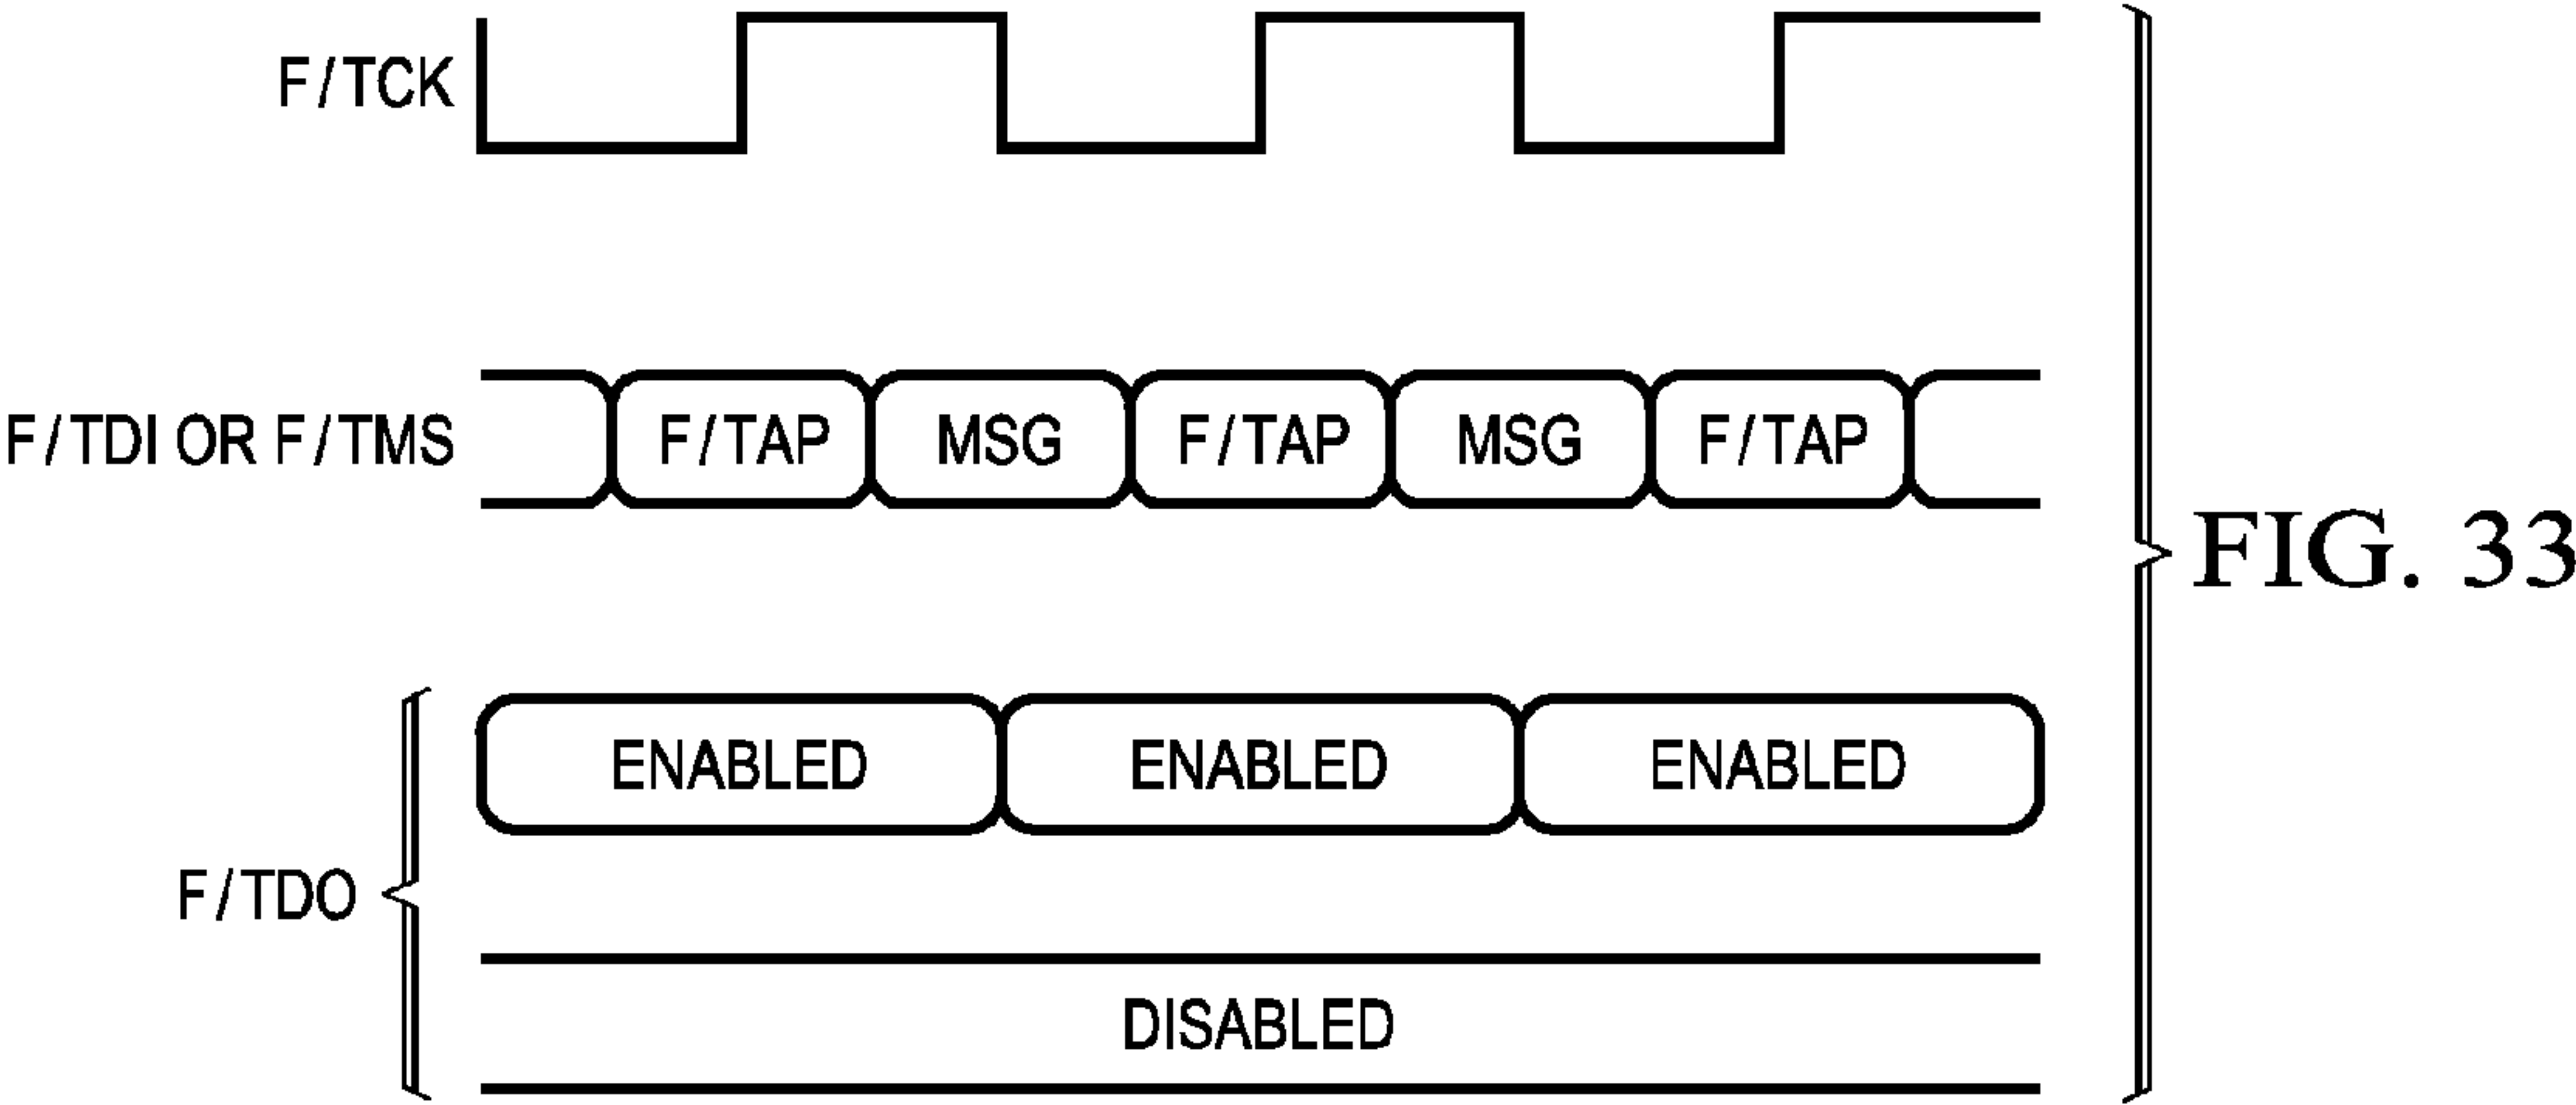 F/TCK
F/TDI OR F/TMS
F/TAP MSG F/TAP MSG F/TAP
FIG. 33
ENABLED ENABLED ENABLED
F/TDO
DISABLED